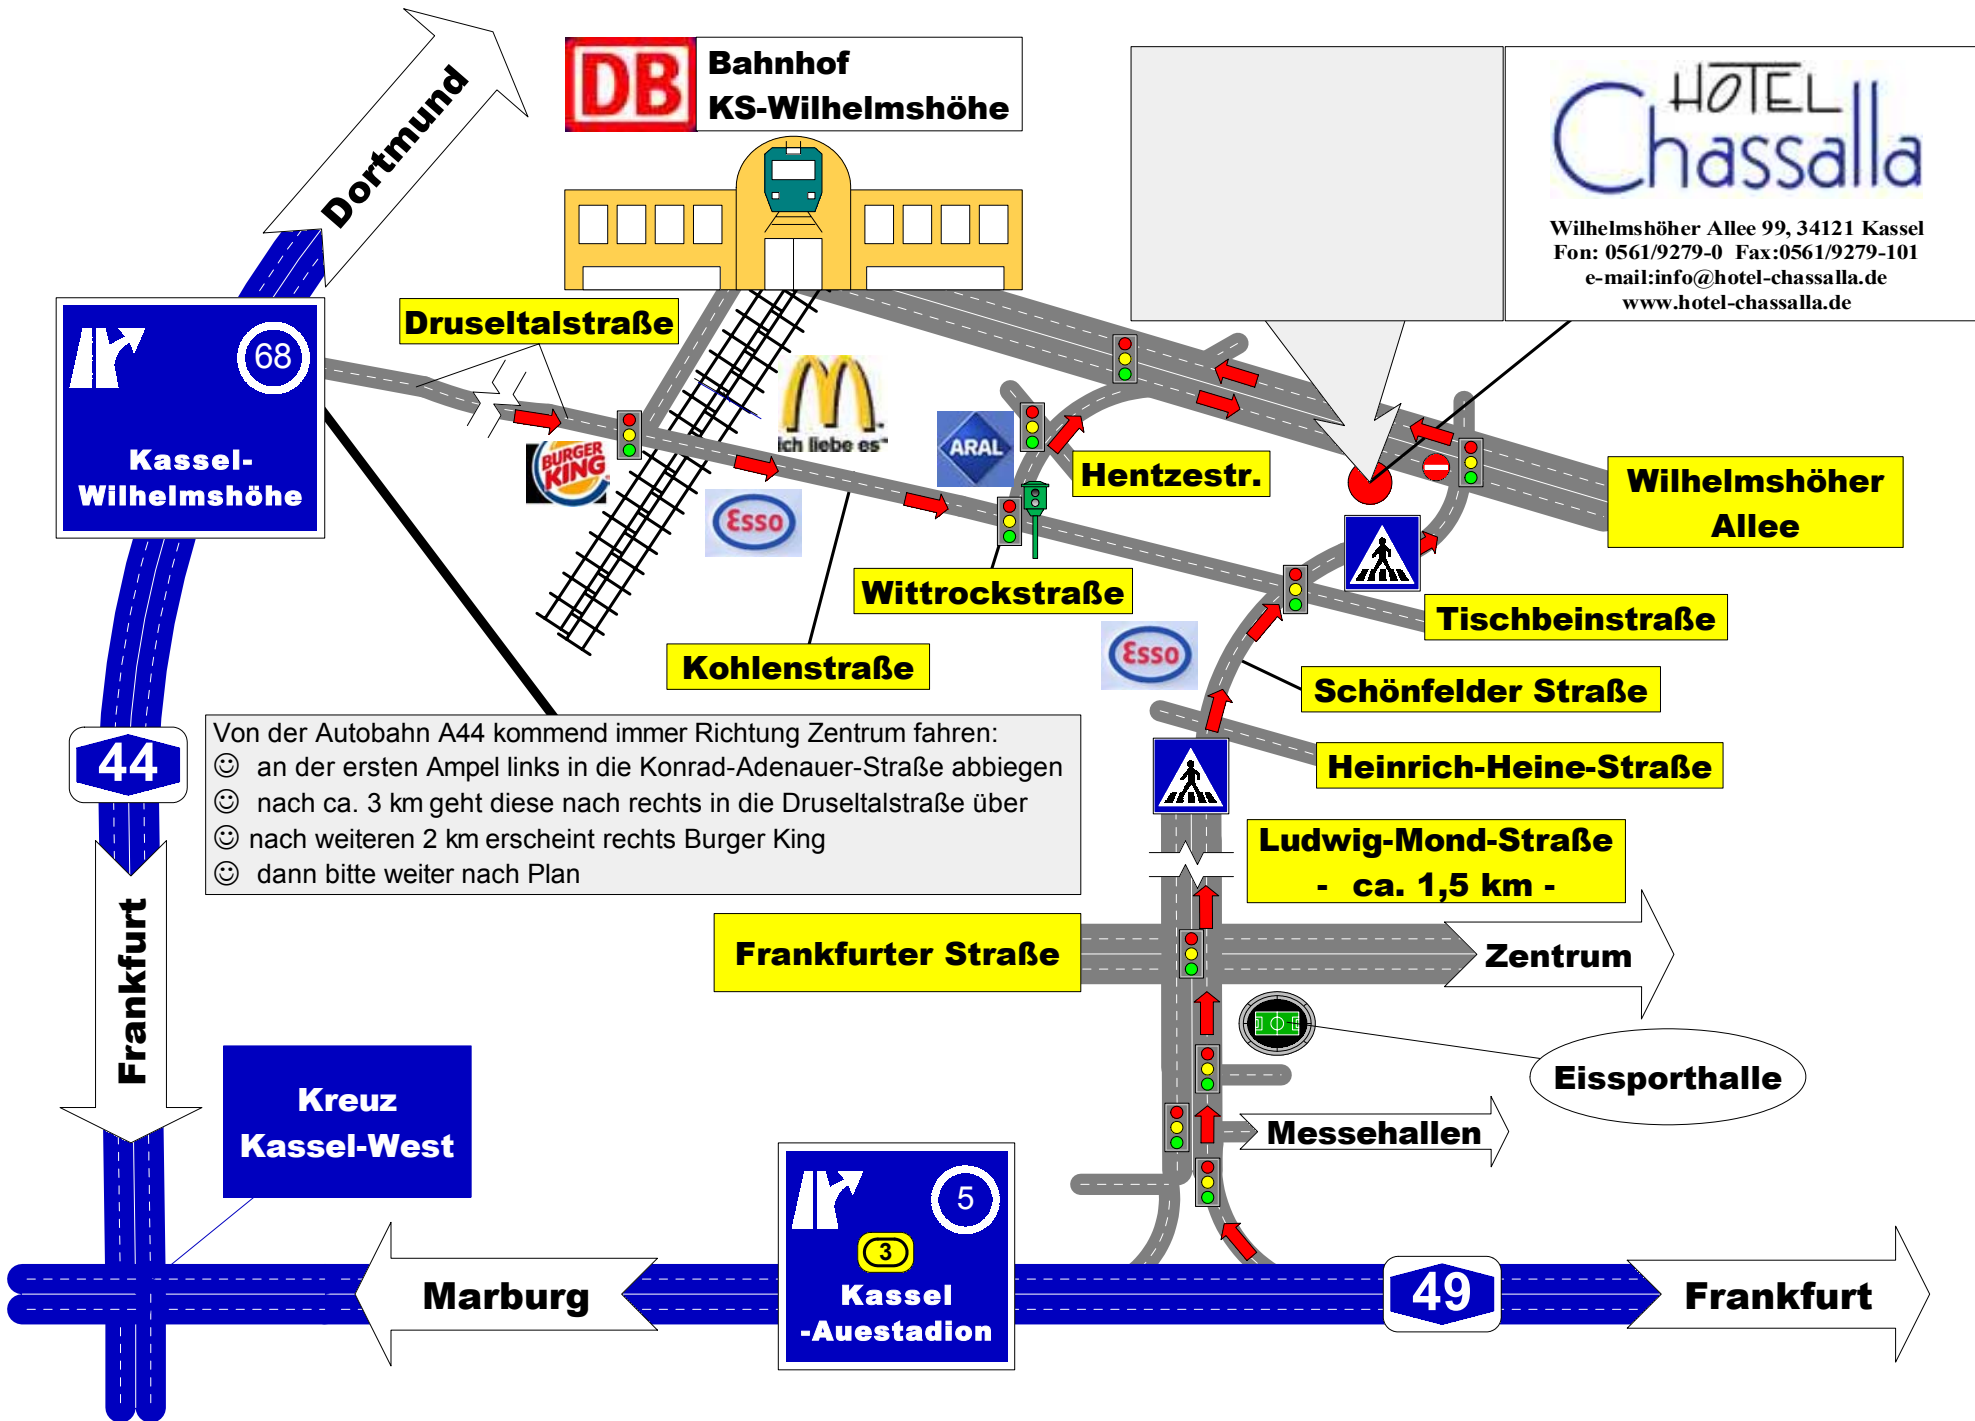 Dortmund
DB
Bahnhof
KS-Wilhelmshöhe
HOTEL
Chassalla
Wilhelmshöher Allee 99, 34121 Kassel
Fon: 0561/9279-0 Fax:0561/9279-101
e-mail:info@hotel-chassalla.de
www.hotel-chassalla.de
68
Kassel-
Wilhelmshöhe
Druseltalstraße
BURGER
KING
M
ich liebe es
Esso
ARAL
Hentzestr.
Wilhelmshöher
Allee
Wittrockstraße
Tischbeinstraße
Kohlenstraße
Esso
Schönfelder Straße
Heinrich-Heine-Straße
44
Von der Autobahn A44 kommend immer Richtung Zentrum fahren:
☺ an der ersten Ampel links in die Konrad-Adenauer-Straße abbiegen
☺ nach ca. 3 km geht diese nach rechts in die Druseltalstraße über
☺ nach weiteren 2 km erscheint rechts Burger King
☺ dann bitte weiter nach Plan
Ludwig-Mond-Straße
- ca. 1,5 km -
Frankfurt
Frankfurter Straße
Zentrum
Eissporthalle
Messehallen
Kreuz
Kassel-West
5
3
Kassel
-Auestadion
Marburg
49
Frankfurt